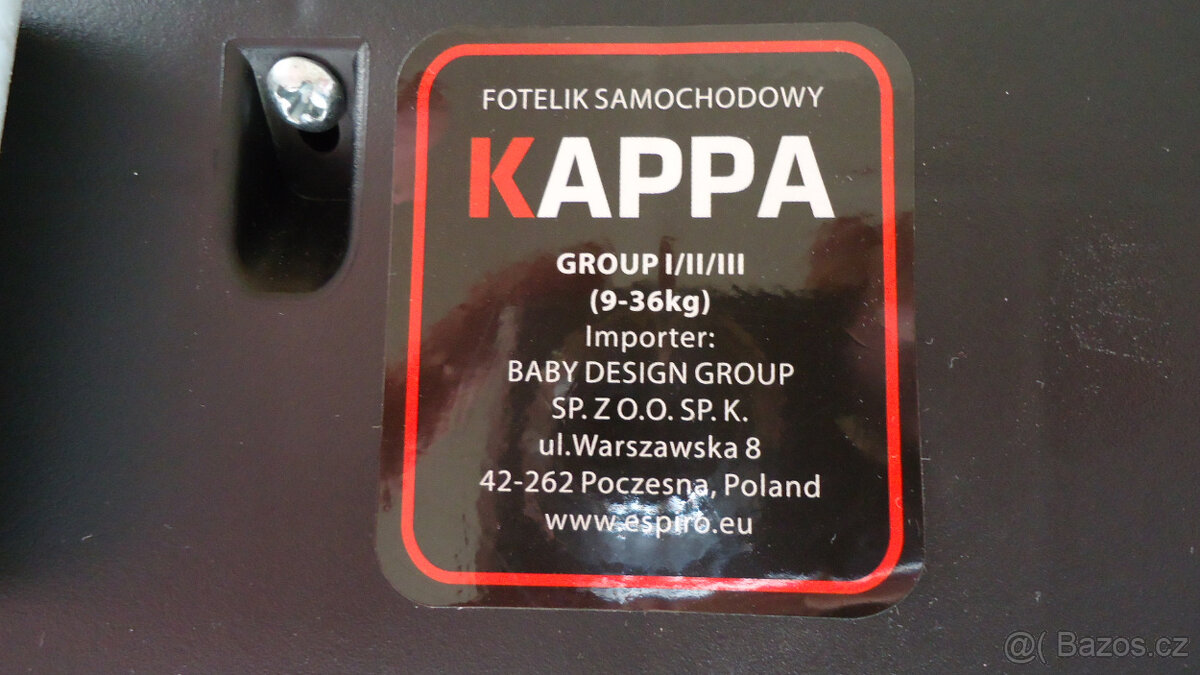 FOTELIK SAMOCHODOWY
KAPPA
GROUP I/II/III
(9-36kg)
Importer:
BABY DESIGN GROUP
SP. Z O.O. SP. K.
ul.Warszawska 8
42-262 Poczesna, Poland
www.espiro.eu
@( Bazos.cz